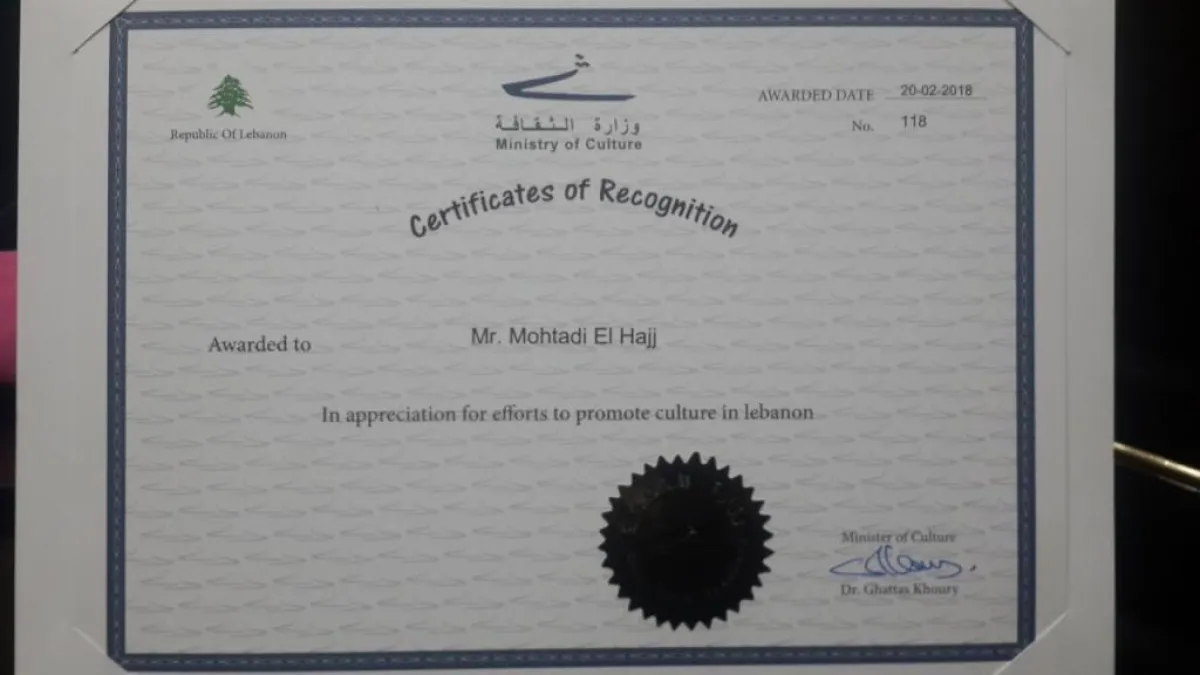 Republic Of Lebanon
وزارة الثقافة
Ministry of Culture
AWARDED DATE 20-02-2018
No. 118
Certificates of Recognition
Awarded to Mr. Mohtadi El Hajj
In appreciation for efforts to promote culture in lebanon
Minister of Culture
Dr. Ghattas Khoury